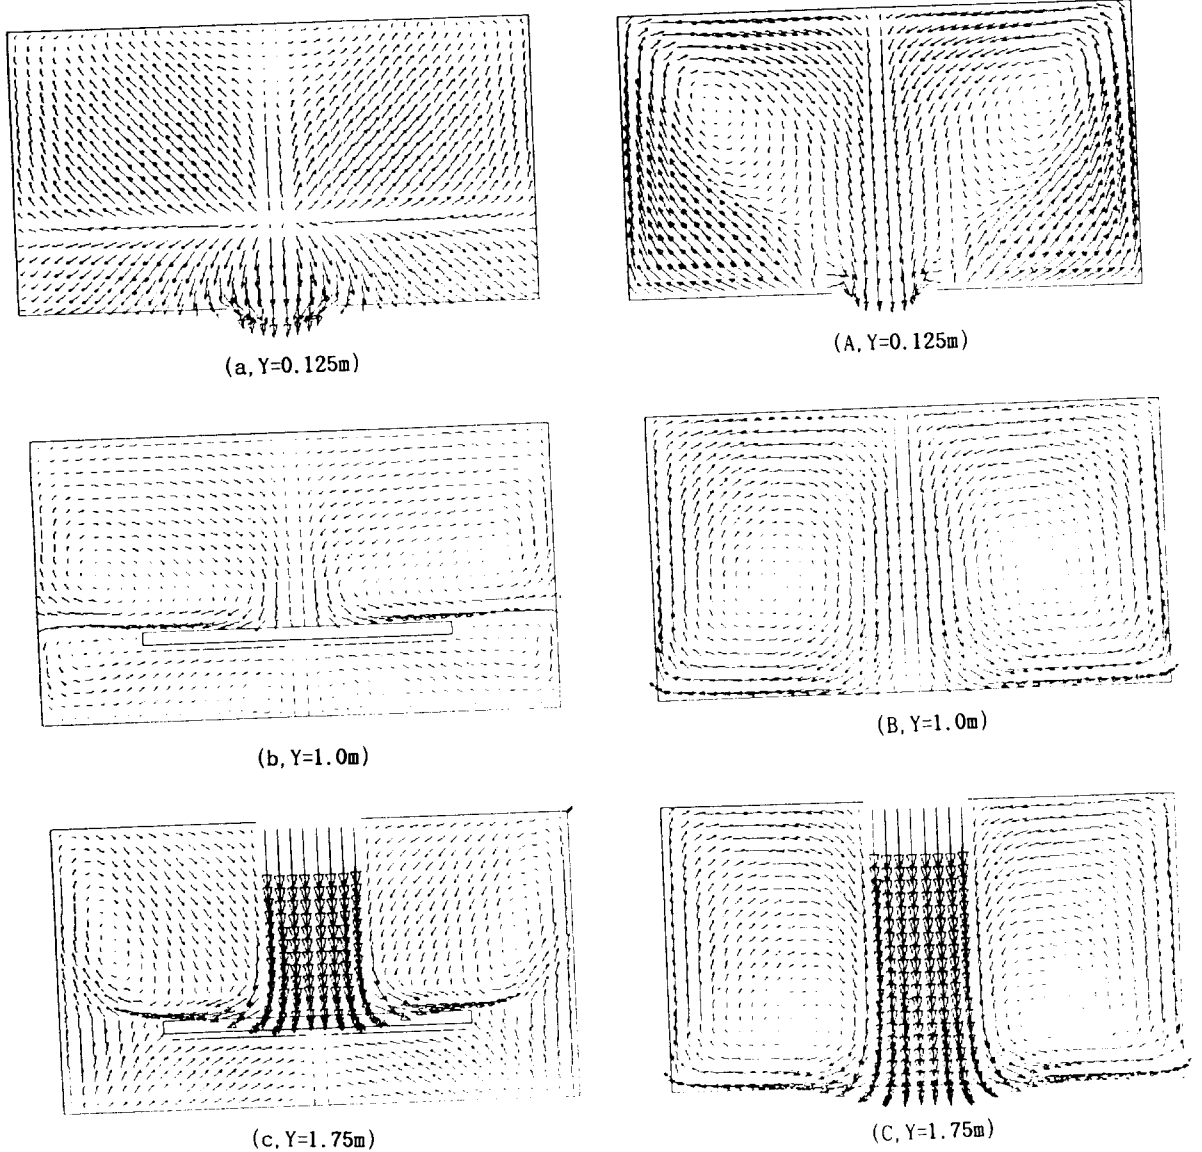 (a, Y=0.125m)
(A, Y=0.125m)
(b, Y=1.0m)
(B, Y=1.0m)
(c, Y=1.75m)
(C, Y=1.75m)